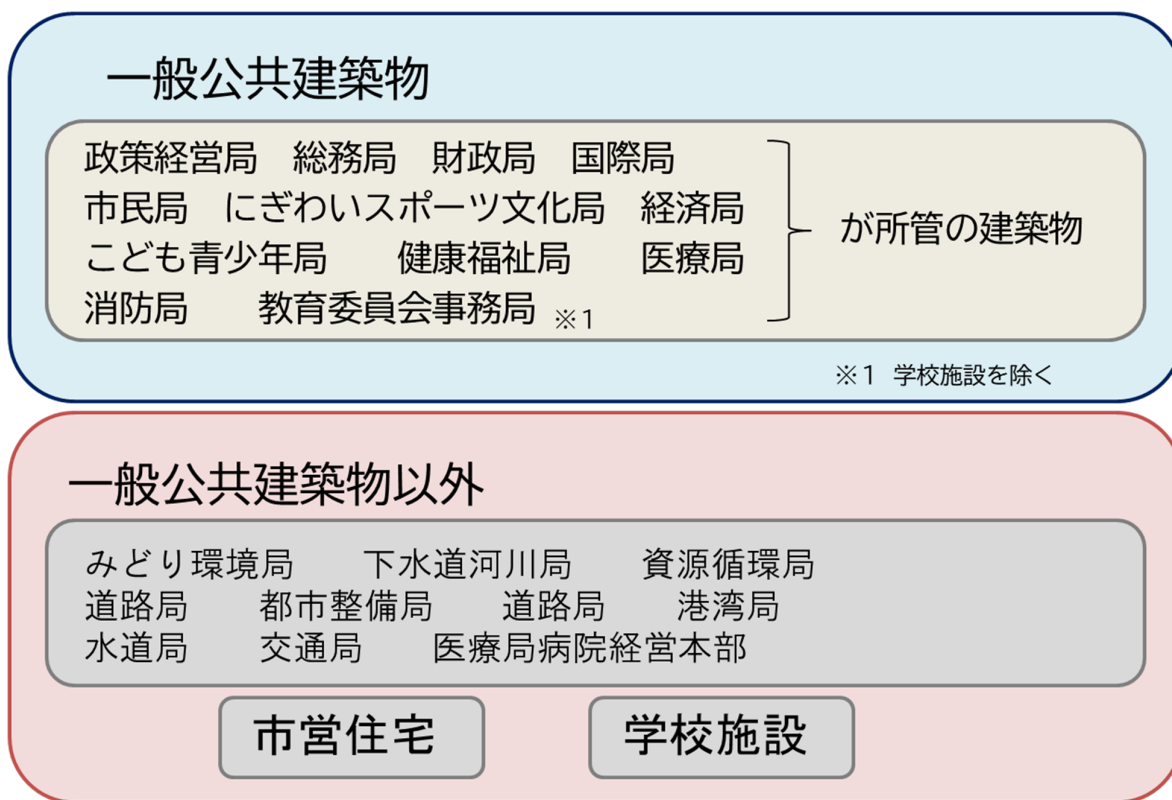 一般公共建築物
政策経営局　総務局　財政局　国際局
市民局　にぎわいスポーツ文化局　経済局
こども青少年局　　健康福祉局　　医療局
消防局　　教育委員会事務局 ※1
が所管の建築物
※1 学校施設を除く
一般公共建築物以外
みどり環境局　　下水道河川局　　資源循環局
道路局　　都市整備局　　道路局　　港湾局
水道局　　交通局　　医療局病院経営本部
市営住宅
学校施設